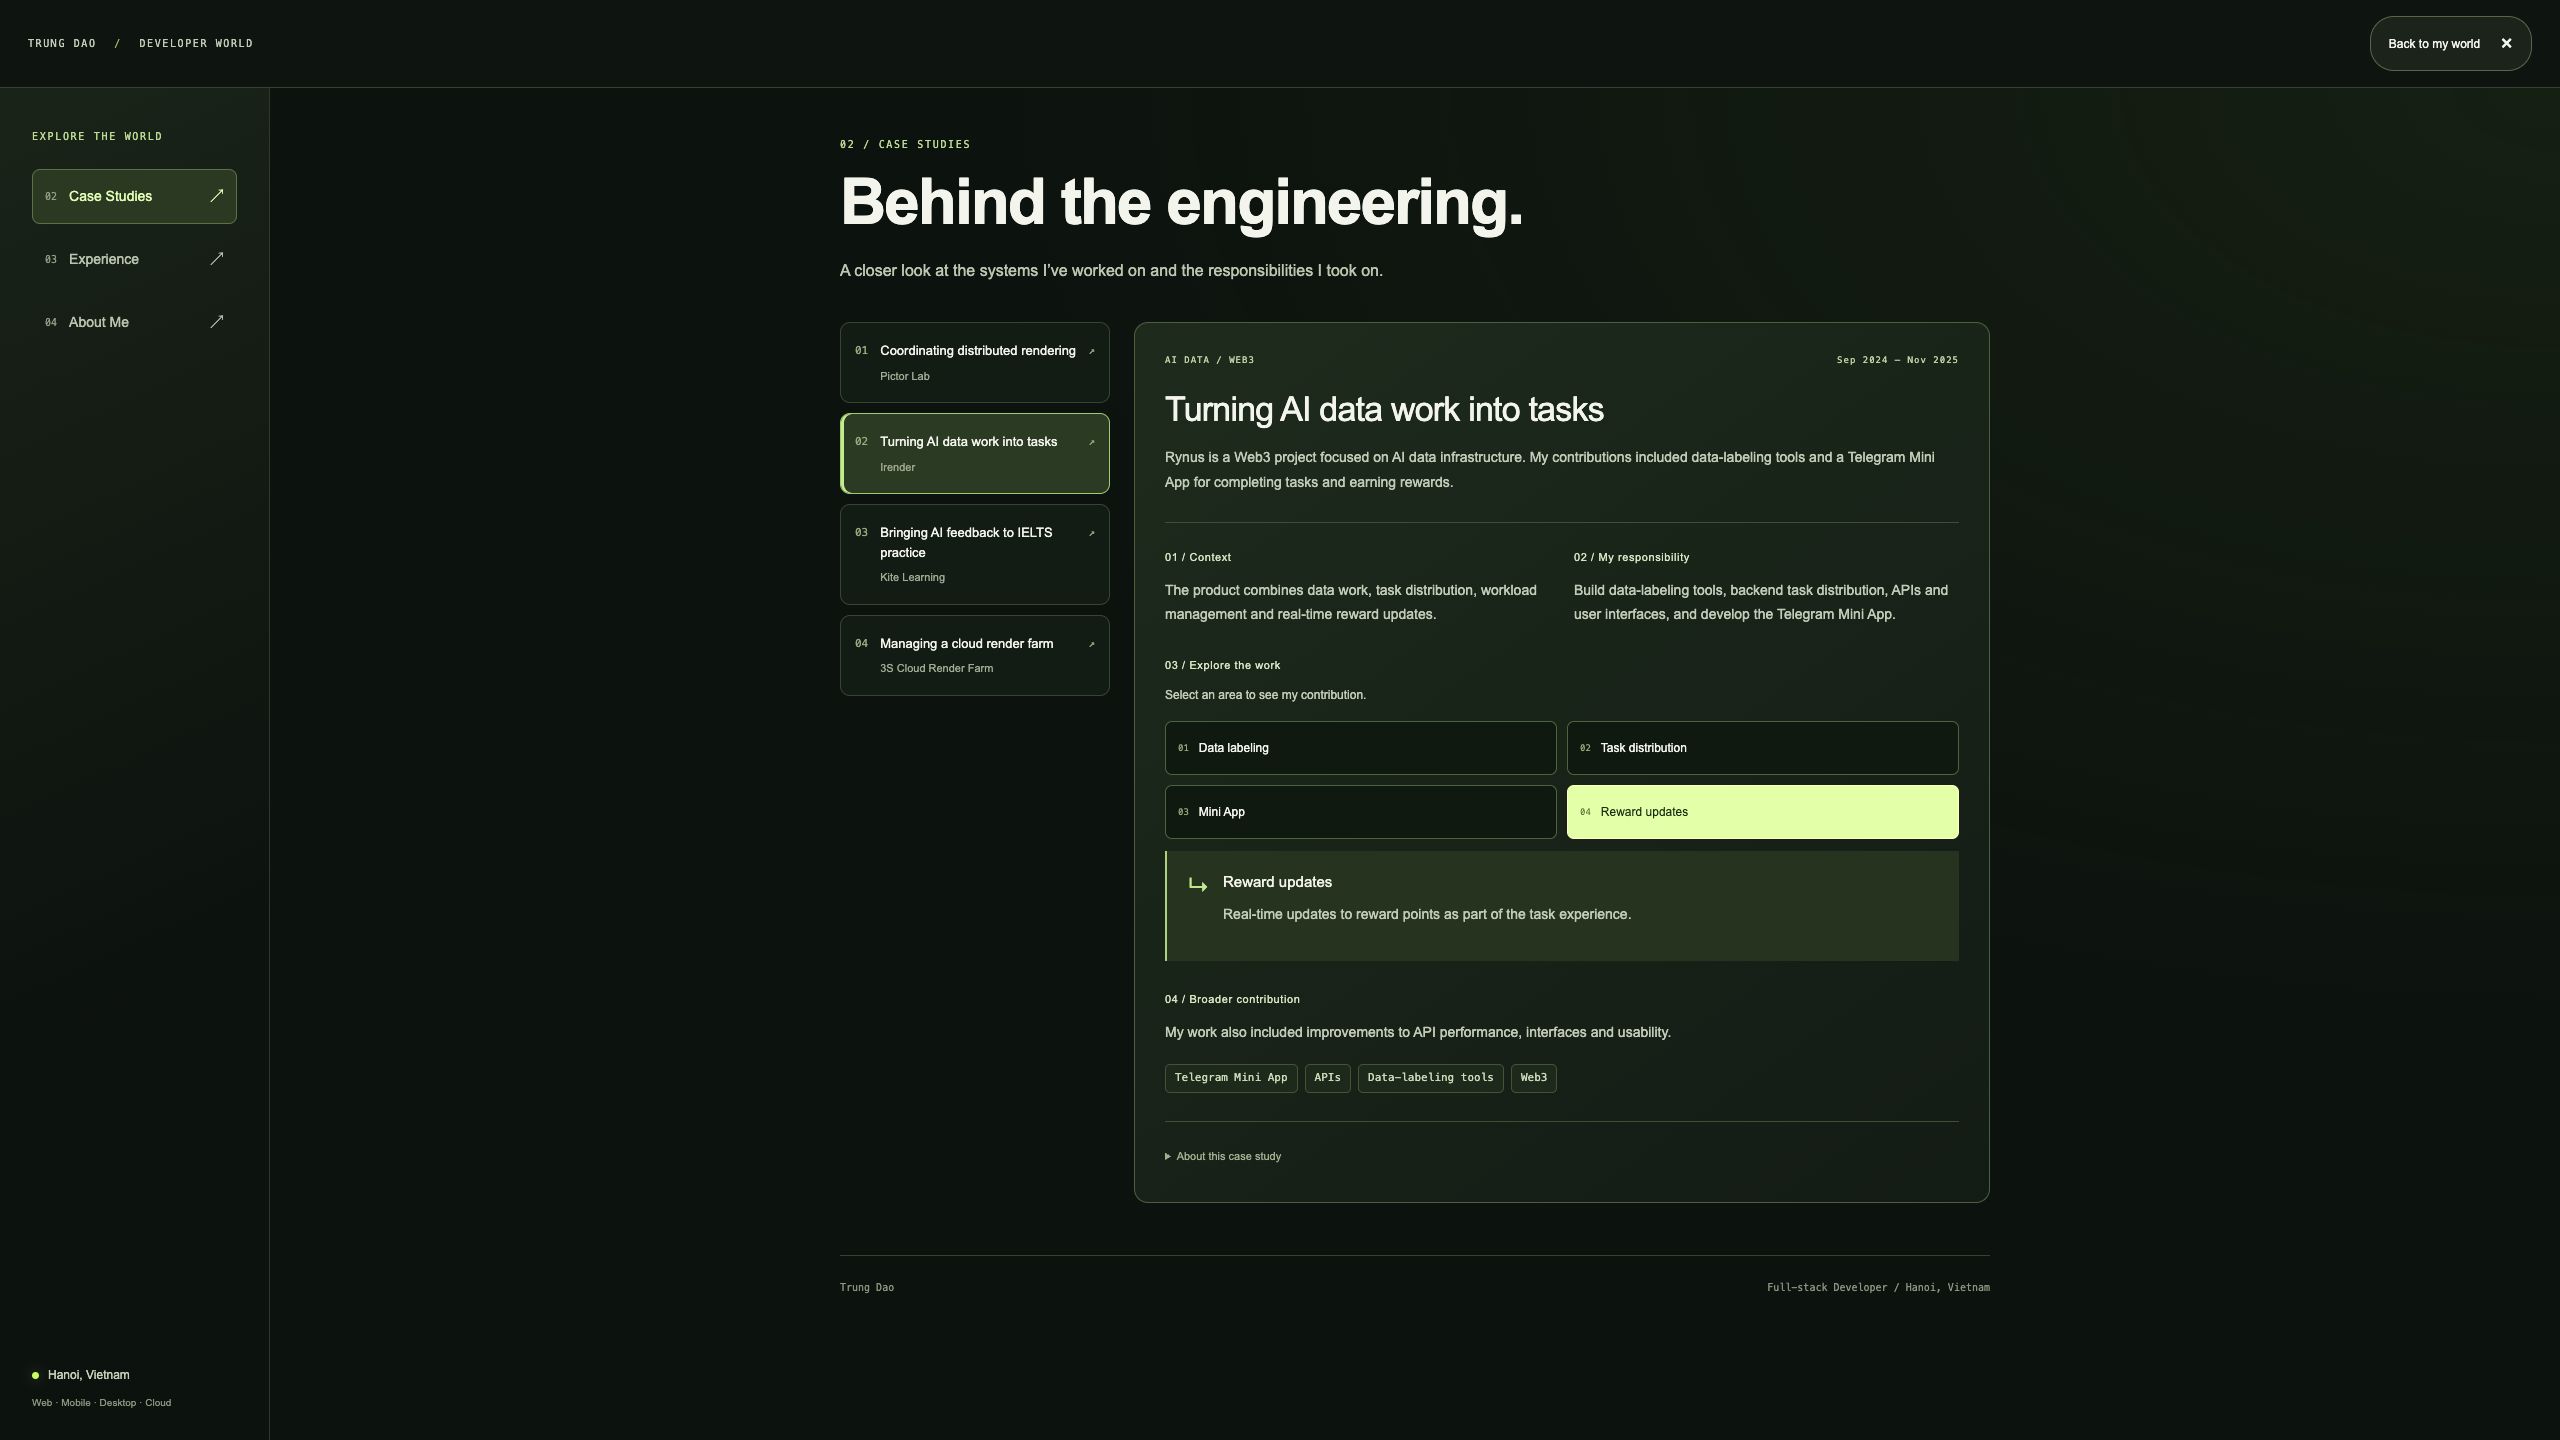 TRUNG DAO / DEVELOPER WORLD
Back to my world ×
EXPLORE THE WORLD
02 Case Studies
03 Experience
04 About Me
02 / CASE STUDIES
Behind the engineering.
A closer look at the systems I’ve worked on and the responsibilities I took on.
01 Coordinating distributed rendering
Pictor Lab
02 Turning AI data work into tasks
Irender
03 Bringing AI feedback to IELTS
practice
Kite Learning
04 Managing a cloud render farm
3S Cloud Render Farm
AI DATA / WEB3
Sep 2024 — Nov 2025
Turning AI data work into tasks
Rynus is a Web3 project focused on AI data infrastructure. My contributions included data-labeling tools and a Telegram Mini
App for completing tasks and earning rewards.
01 / Context
The product combines data work, task distribution, workload
management and real-time reward updates.
02 / My responsibility
Build data-labeling tools, backend task distribution, APIs and
user interfaces, and develop the Telegram Mini App.
03 / Explore the work
Select an area to see my contribution.
01 Data labeling
02 Task distribution
03 Mini App
04 Reward updates
Reward updates
Real-time updates to reward points as part of the task experience.
04 / Broader contribution
My work also included improvements to API performance, interfaces and usability.
Telegram Mini App
APIs
Data-labeling tools
Web3
About this case study
Trung Dao
Full-stack Developer / Hanoi, Vietnam
Hanoi, Vietnam
Web · Mobile · Desktop · Cloud